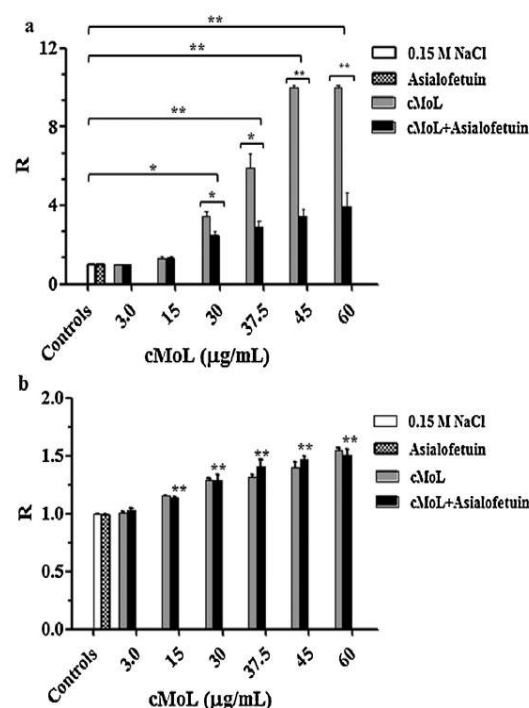 a
**
**
**
*
12
8
4
0
R
*
*
**
**
0.15 M NaCl
Asialofetuin
cMoL
cMoL+Asialofetuin
Controls 3.0 15 30 37.5 45 60
cMoL (µg/mL)
b
2.0
1.5
1.0
0.5
0.0
R
** ** ** ** **
0.15 M NaCl
Asialofetuin
cMoL
cMoL+Asialofetuin
Controls 3.0 15 30 37.5 45 60
cMoL (µg/mL)